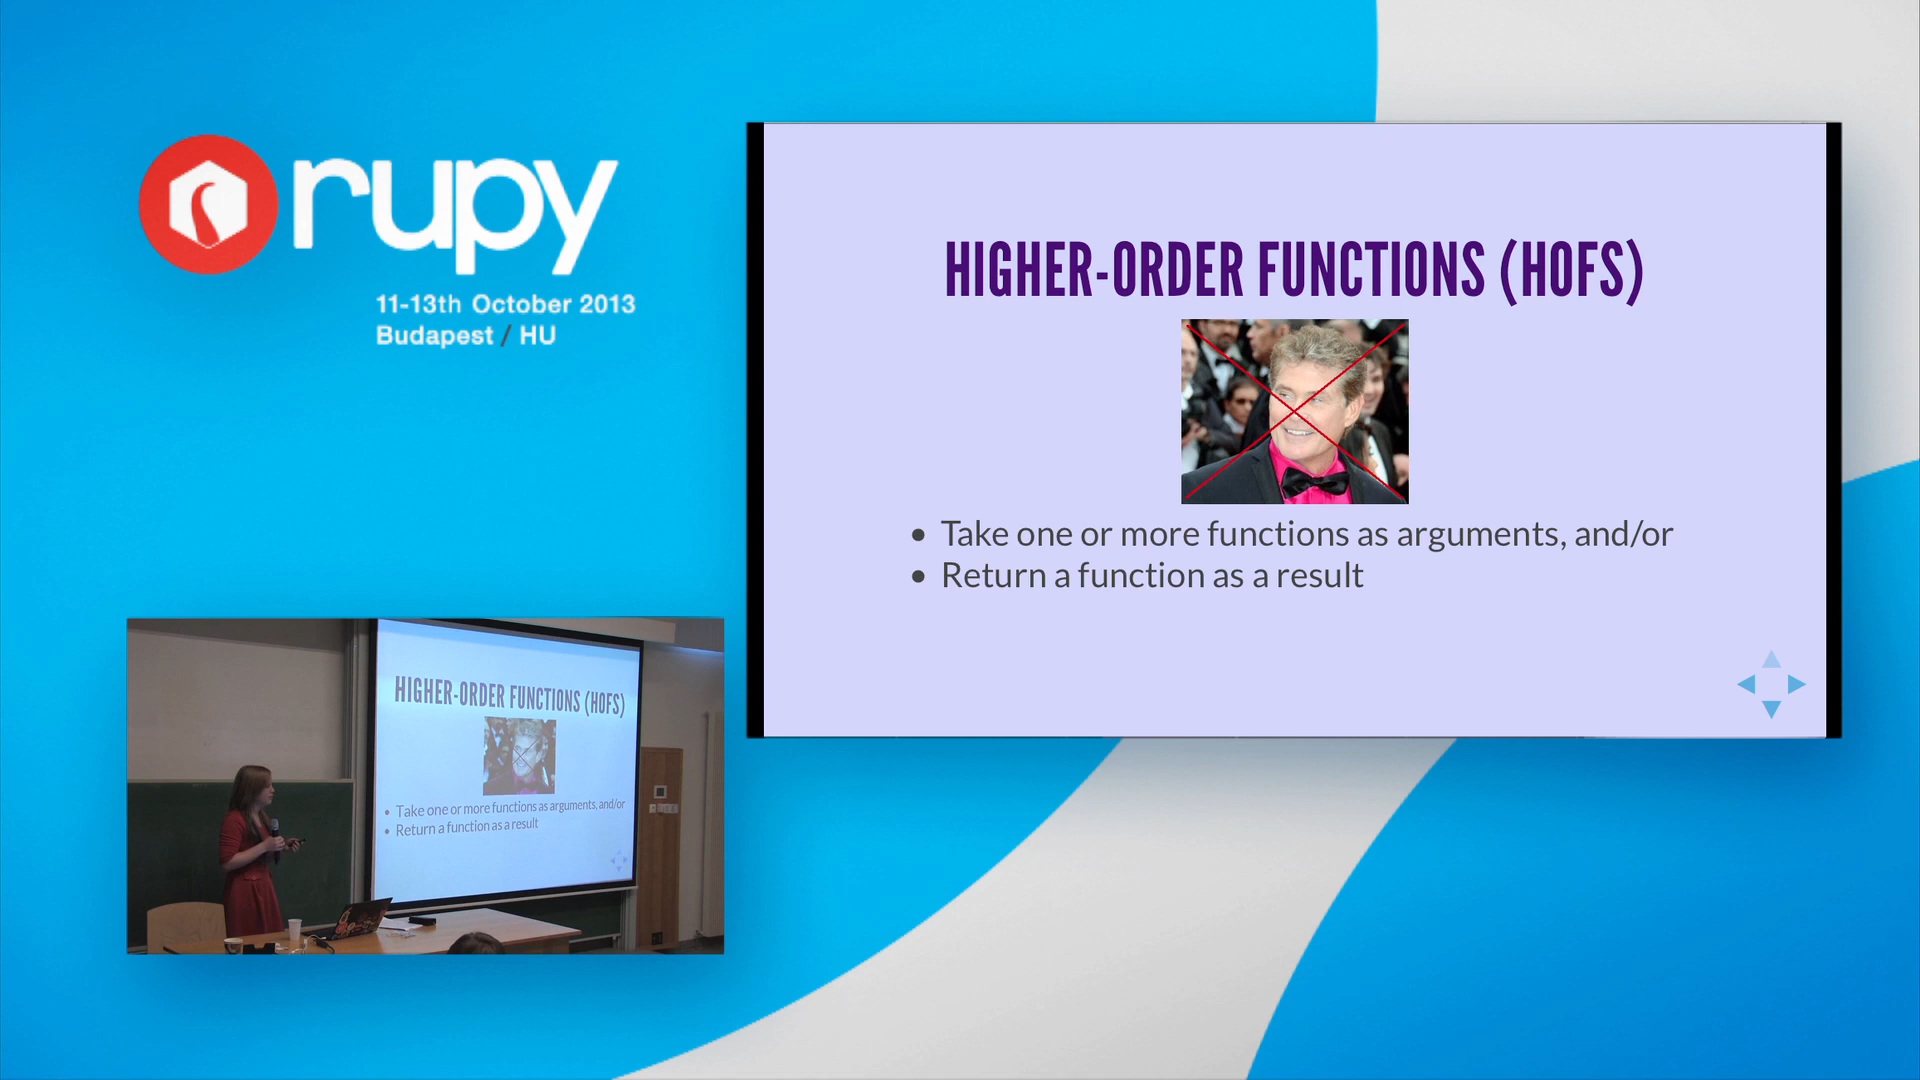 rupy
11-13th October 2013
Budapest / HU
HIGHER-ORDER FUNCTIONS (HOFS)
• Take one or more functions as arguments, and/or
• Return a function as a result
HIGHER-ORDER FUNCTIONS (HOFS)
• Take one or more functions as arguments, and/or
• Return a function as a result